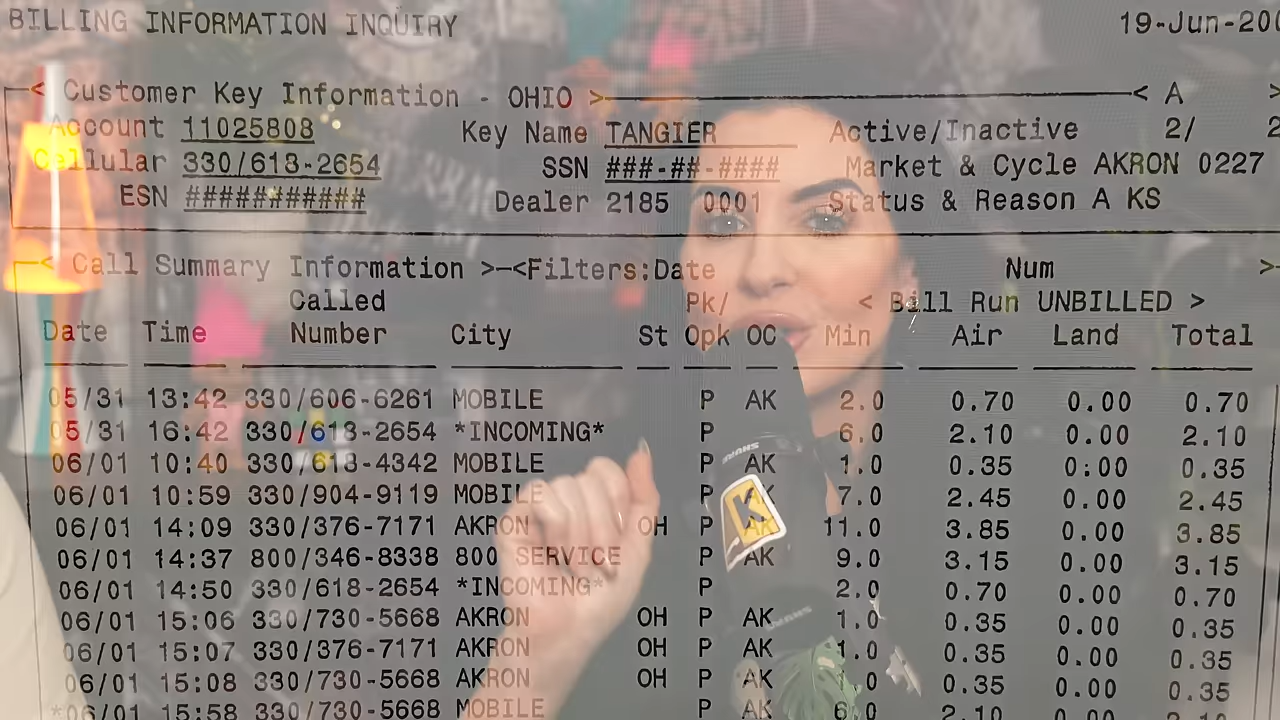 BILLING INFORMATION INQUIRY 19-Jun-200
< Customer Key Information - OHIO > < A >
Account 11025808 Key Name TANGIER Active/Inactive 2/ 2
Cellular 330/618-2654 SSN ###-##-#### Market & Cycle AKRON 0227
ESN ########### Dealer 2185 0001 Status & Reason A KS
< Call Summary Information >-<Filters:Date Num >
Called Pk/ < Bill Run UNBILLED >
Date Time Number City St Opk OC Min Air Land Total
05/31 13:42 330/606-6261 MOBILE P AK 2.0 0.70 0.00 0.70
05/31 16:42 330/618-2654 *INCOMING* P 6.0 2.10 0.00 2.10
06/01 10:40 330/618-4342 MOBILE P AK 1.0 0.35 0:00 0.35
06/01 10:59 330/904-9119 MOBILE P AK 7.0 2.45 0.00 2.45
06/01 14:09 330/376-7171 AKRON OH P AK 11.0 3.85 0.00 3.85
06/01 14:37 800/346-8338 800 SERVICE P AK 9.0 3.15 0.00 3.15
06/01 14:50 330/618-2654 *INCOMING* P 2.0 0.70 0.00 0.70
06/01 15:06 330/730-5668 AKRON OH P AK 1.0 0.35 0.00 0.35
06/01 15:07 330/376-7171 AKRON OH P AK 1.0 0.35 0.00 0.35
06/01 15:08 330/730-5668 AKRON OH P AK 1.0 0.35 0.00 0.35
*06/01 15:58 330/730-5668 MOBILE P AK 6.0 2.10 0.00